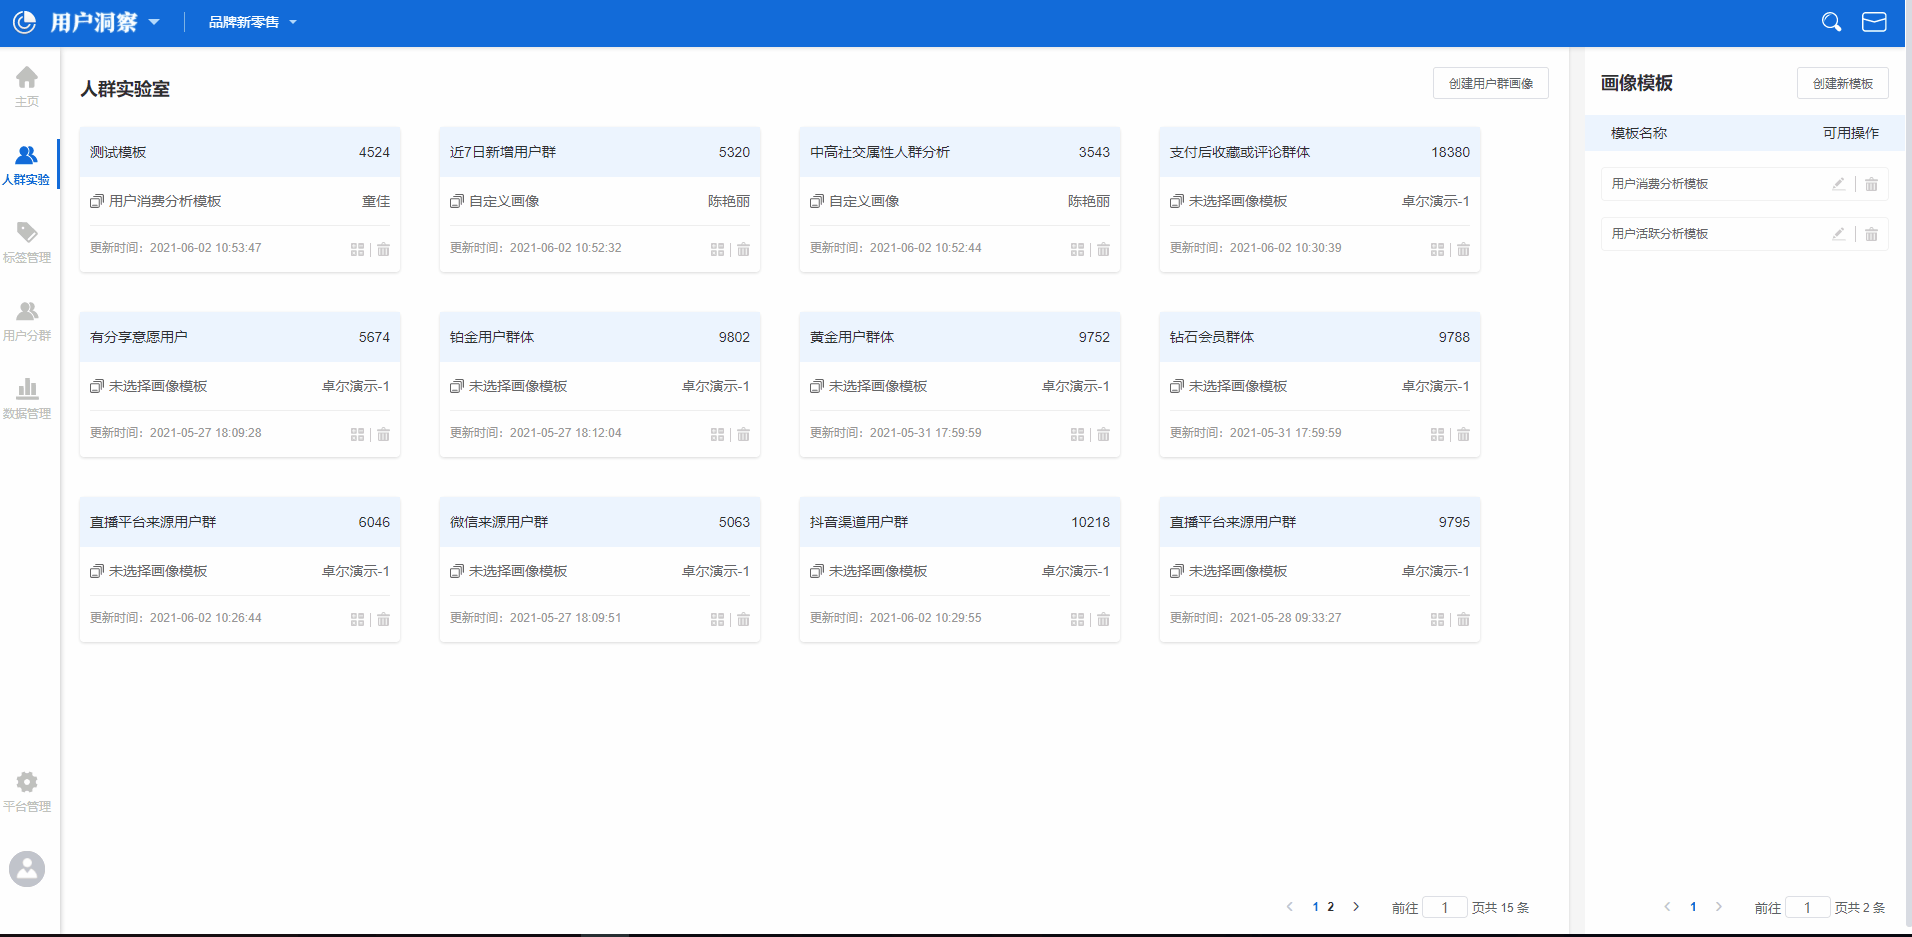 用户洞察
品牌新零售
主页
人群实验
标签管理
用户分群
数据管理
平台管理
人群实验室
创建用户群画像
测试模板 4524
用户消费分析模板 童佳
更新时间：2021-06-02 10:53:47
近7日新增用户群 5320
自定义画像 陈艳丽
更新时间：2021-06-02 10:52:32
中高社交属性人群分析 3543
自定义画像 陈艳丽
更新时间：2021-06-02 10:52:44
支付后收藏或评论群体 18380
未选择画像模板 卓尔演示-1
更新时间：2021-06-02 10:30:39
有分享意愿用户 5674
未选择画像模板 卓尔演示-1
更新时间：2021-05-27 18:09:28
铂金用户群体 9802
未选择画像模板 卓尔演示-1
更新时间：2021-05-27 18:12:04
黄金用户群体 9752
未选择画像模板 卓尔演示-1
更新时间：2021-05-31 17:59:59
钻石会员群体 9788
未选择画像模板 卓尔演示-1
更新时间：2021-05-31 17:59:59
直播平台来源用户群 6046
未选择画像模板 卓尔演示-1
更新时间：2021-06-02 10:26:44
微信来源用户群 5063
未选择画像模板 卓尔演示-1
更新时间：2021-05-27 18:09:51
抖音渠道用户群 10218
未选择画像模板 卓尔演示-1
更新时间：2021-06-02 10:29:55
直播平台来源用户群 9795
未选择画像模板 卓尔演示-1
更新时间：2021-05-28 09:33:27
1 2 前往 1 页共 15 条
画像模板
创建新模板
模板名称 可用操作
用户消费分析模板
用户活跃分析模板
1 前往 1 页共 2 条